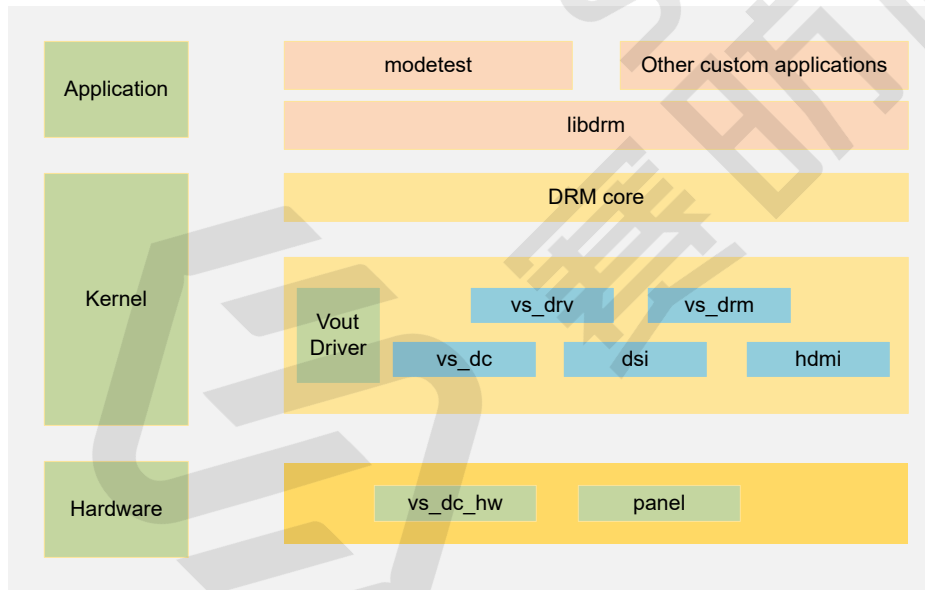 Application
modetest
Other custom applications
libdrm
Kernel
DRM core
Vout
Driver
vs_drv
vs_drm
vs_dc
dsi
hdmi
Hardware
vs_dc_hw
panel